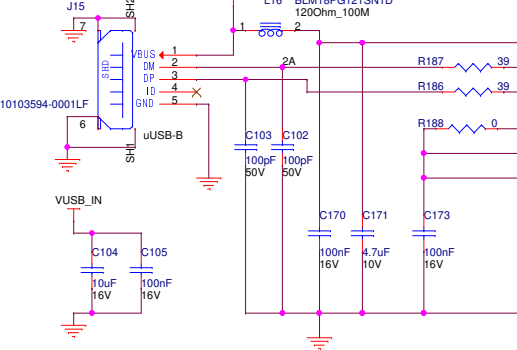 J15
SH2
L16 BLM18PG121SN1D
120Ohm_100M
7
1 2
VBUS 1
SHD
DM 2
2A
R187 39
DP 3
ID 4
R186 39
10103594-0001LF
GND 5
6
uUSB-B
R188 0
SH1
C103 C102
100pF 100pF
50V 50V
VUSB_IN
C170 C171 C173
C104 C105
100nF 4.7uF 100nF
16V 10V 16V
10uF 100nF
16V 16V